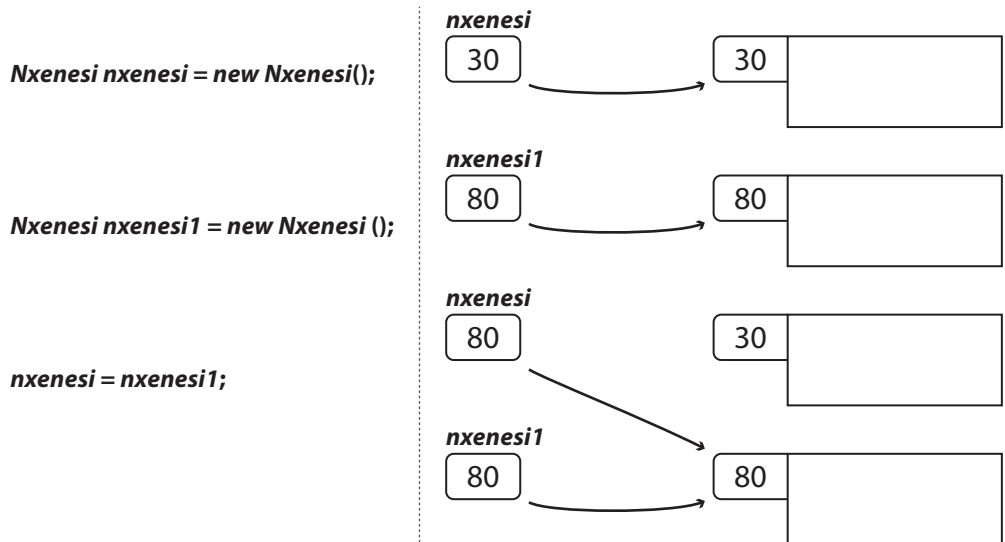 nxenesi
30 30
Nxenesi nxenesi = new Nxenesi();
nxenesi1
80 80
Nxenesi nxenesi1 = new Nxenesi ();
nxenesi
80 30
nxenesi = nxenesi1;
nxenesi1
80 80